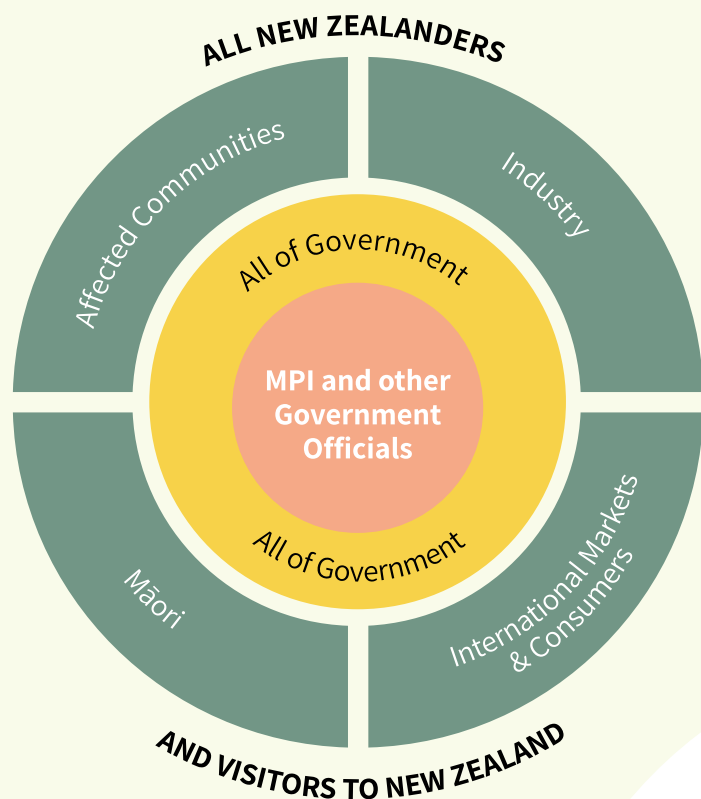 ALL NEW ZEALANDERS
Affected Communities
Industry
All of Government
MPI and other
Government
Officials
All of Government
Māori
International Markets
& Consumers
AND VISITORS TO NEW ZEALAND